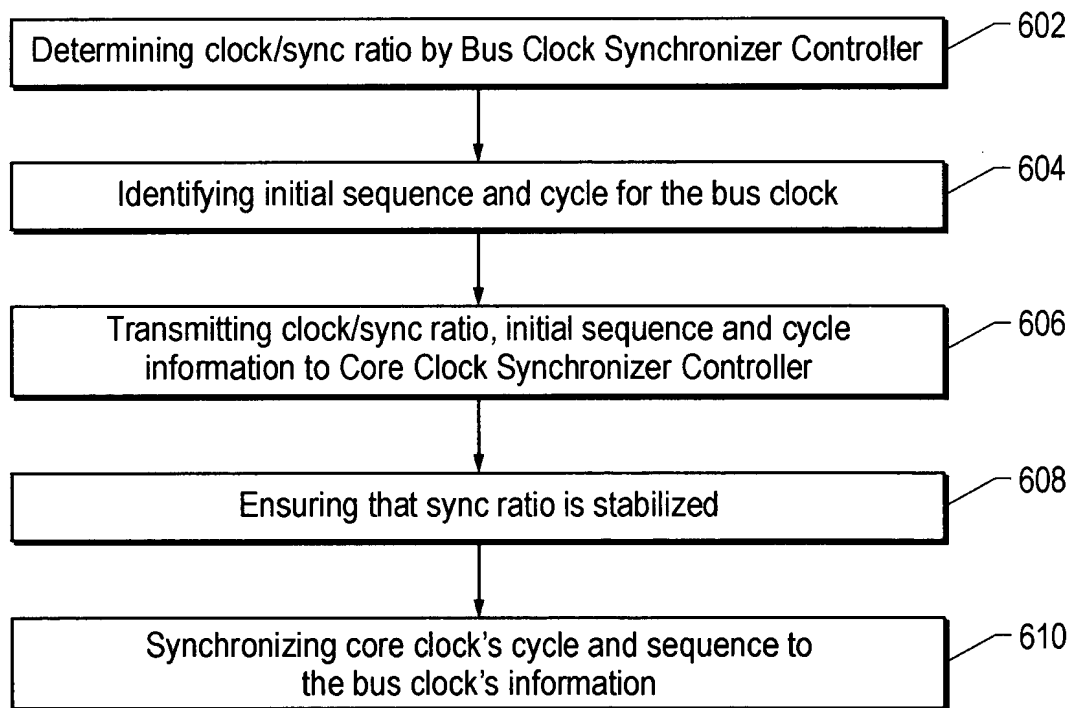 Determining clock/sync ratio by Bus Clock Synchronizer Controller
602
Identifying initial sequence and cycle for the bus clock
604
Transmitting clock/sync ratio, initial sequence and cycle
information to Core Clock Synchronizer Controller
606
Ensuring that sync ratio is stabilized
608
Synchronizing core clock's cycle and sequence to
the bus clock's information
610